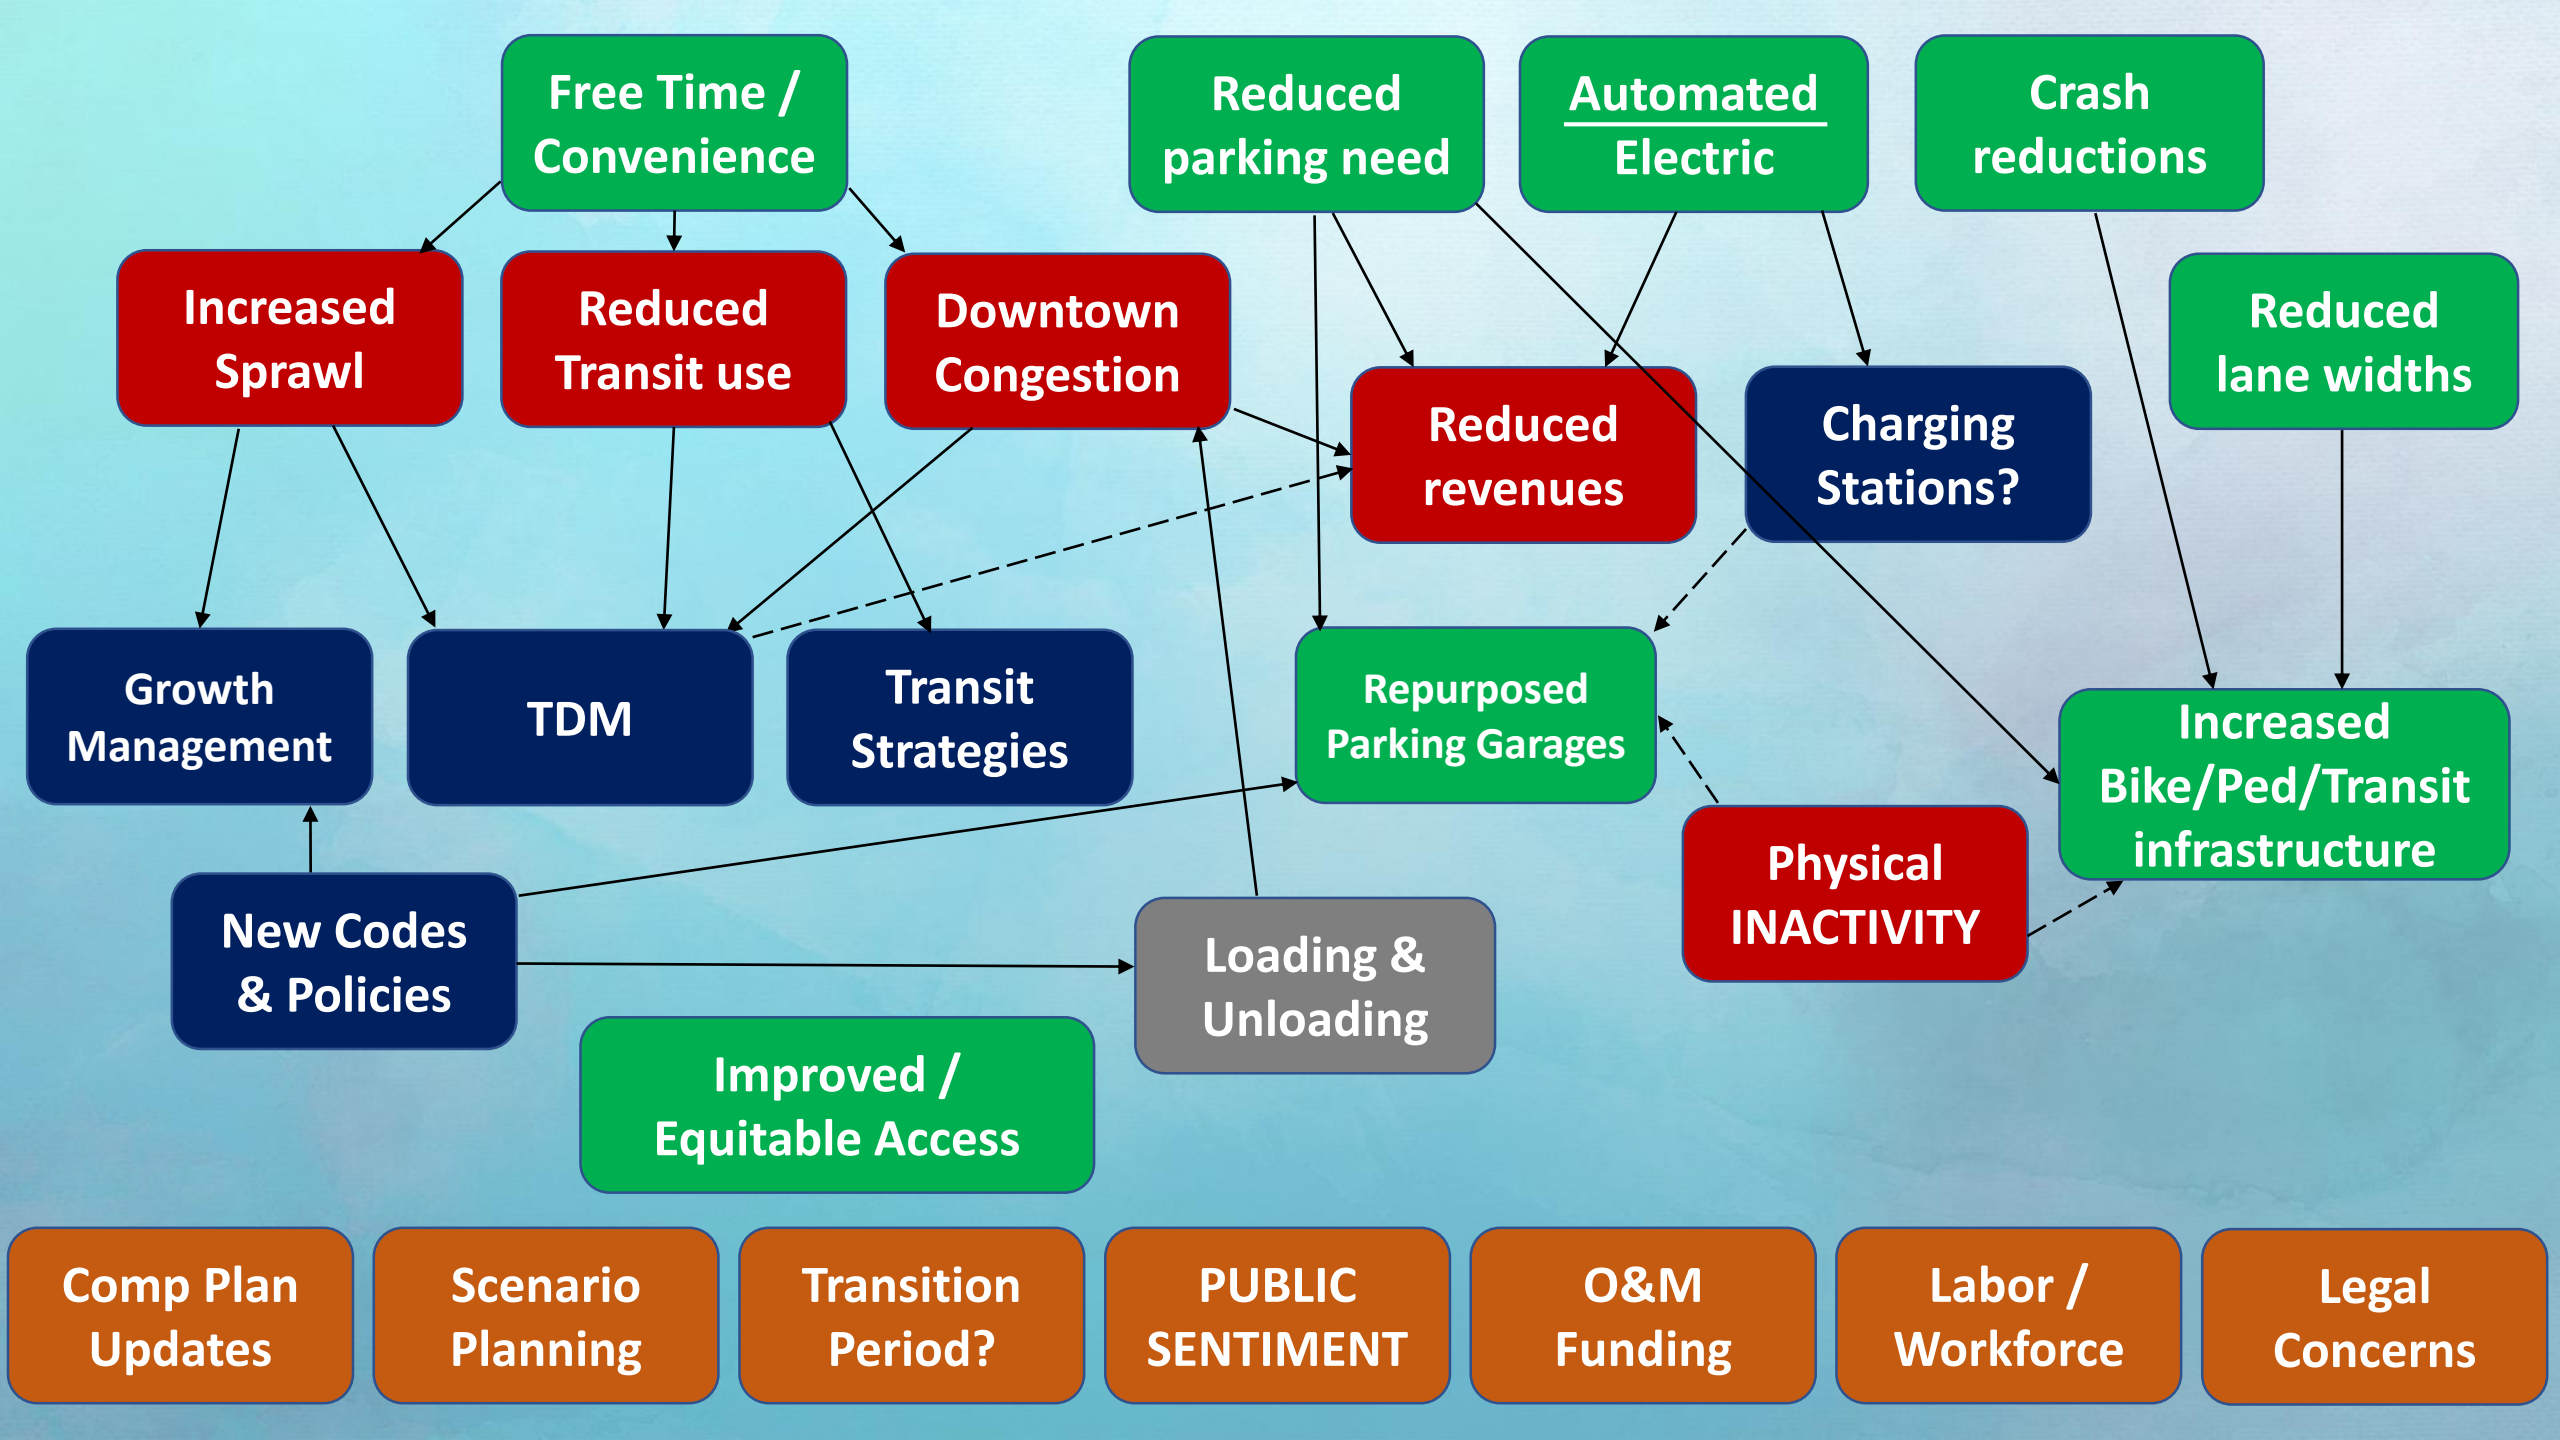 Free Time /
Convenience
Reduced
parking need
Automated
Electric
Crash
reductions
Increased
Sprawl
Reduced
Transit use
Downtown
Congestion
Reduced
lane widths
Reduced
revenues
Charging
Stations?
Growth
Management
TDM
Transit
Strategies
Repurposed
Parking Garages
Increased
Bike/Ped/Transit
infrastructure
Physical
INACTIVITY
New Codes
& Policies
Loading &
Unloading
Improved /
Equitable Access
Comp Plan
Updates
Scenario
Planning
Transition
Period?
PUBLIC
SENTIMENT
O&M
Funding
Labor /
Workforce
Legal
Concerns